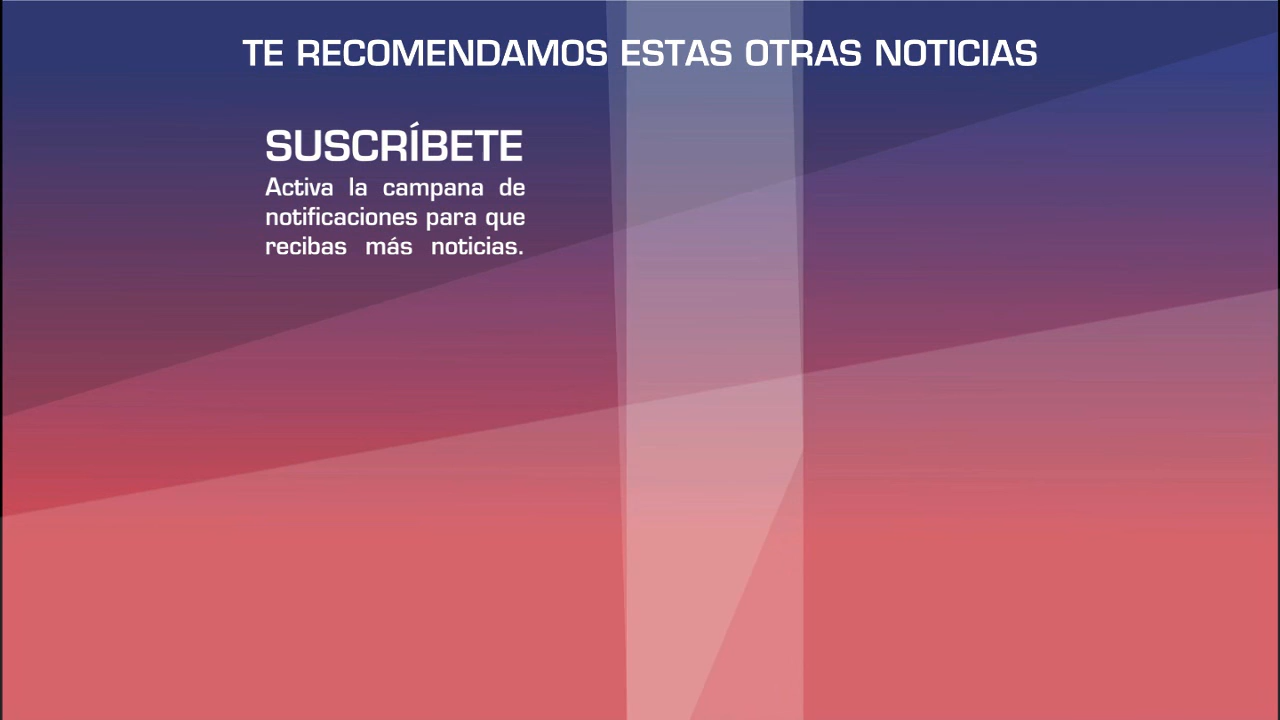 TE RECOMENDAMOS ESTAS OTRAS NOTICIAS
SUSCRÍBETE
Activa la campana de
notificaciones para que
recibas más noticias.